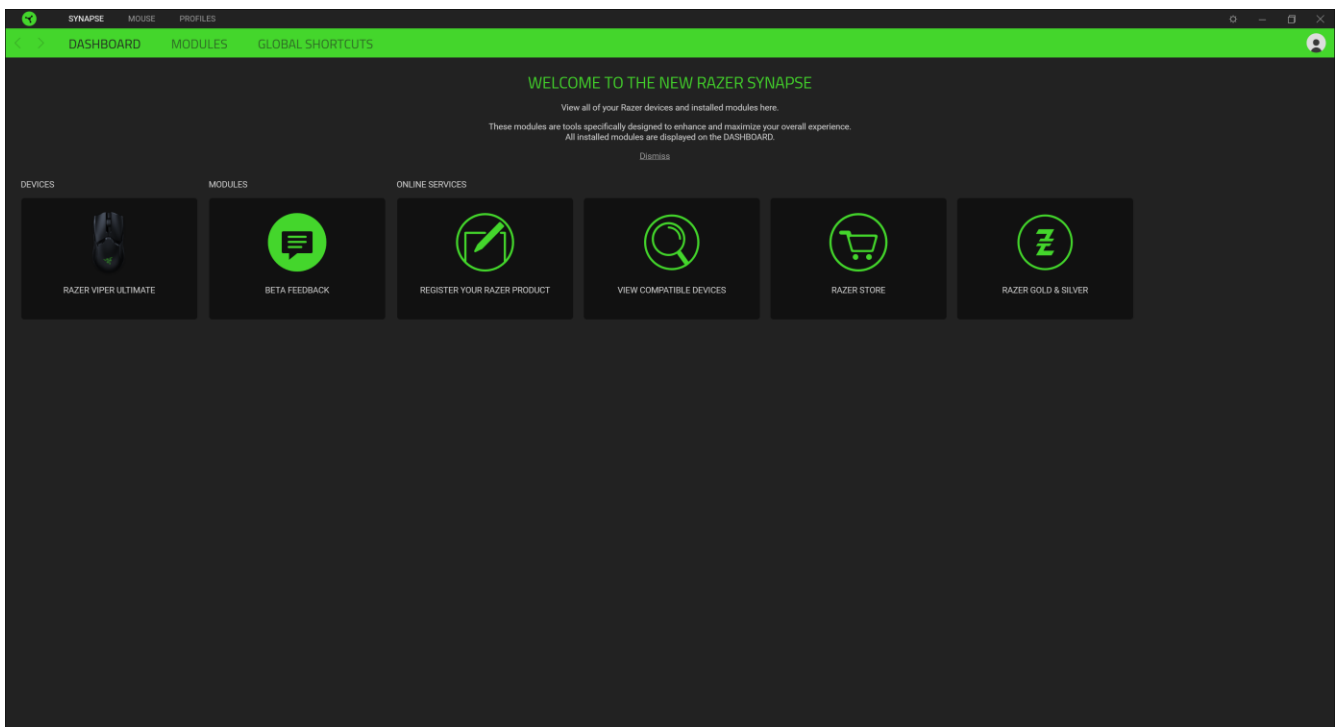 SYNAPSE MOUSE PROFILES
DASHBOARD MODULES GLOBAL SHORTCUTS
WELCOME TO THE NEW RAZER SYNAPSE
View all of your Razer devices and installed modules here.
These modules are tools specifically designed to enhance and maximize your overall experience.
All installed modules are displayed on the DASHBOARD.
Dismiss
DEVICES MODULES ONLINE SERVICES
RAZER VIPER ULTIMATE BETA FEEDBACK REGISTER YOUR RAZER PRODUCT VIEW COMPATIBLE DEVICES RAZER STORE RAZER GOLD & SILVER